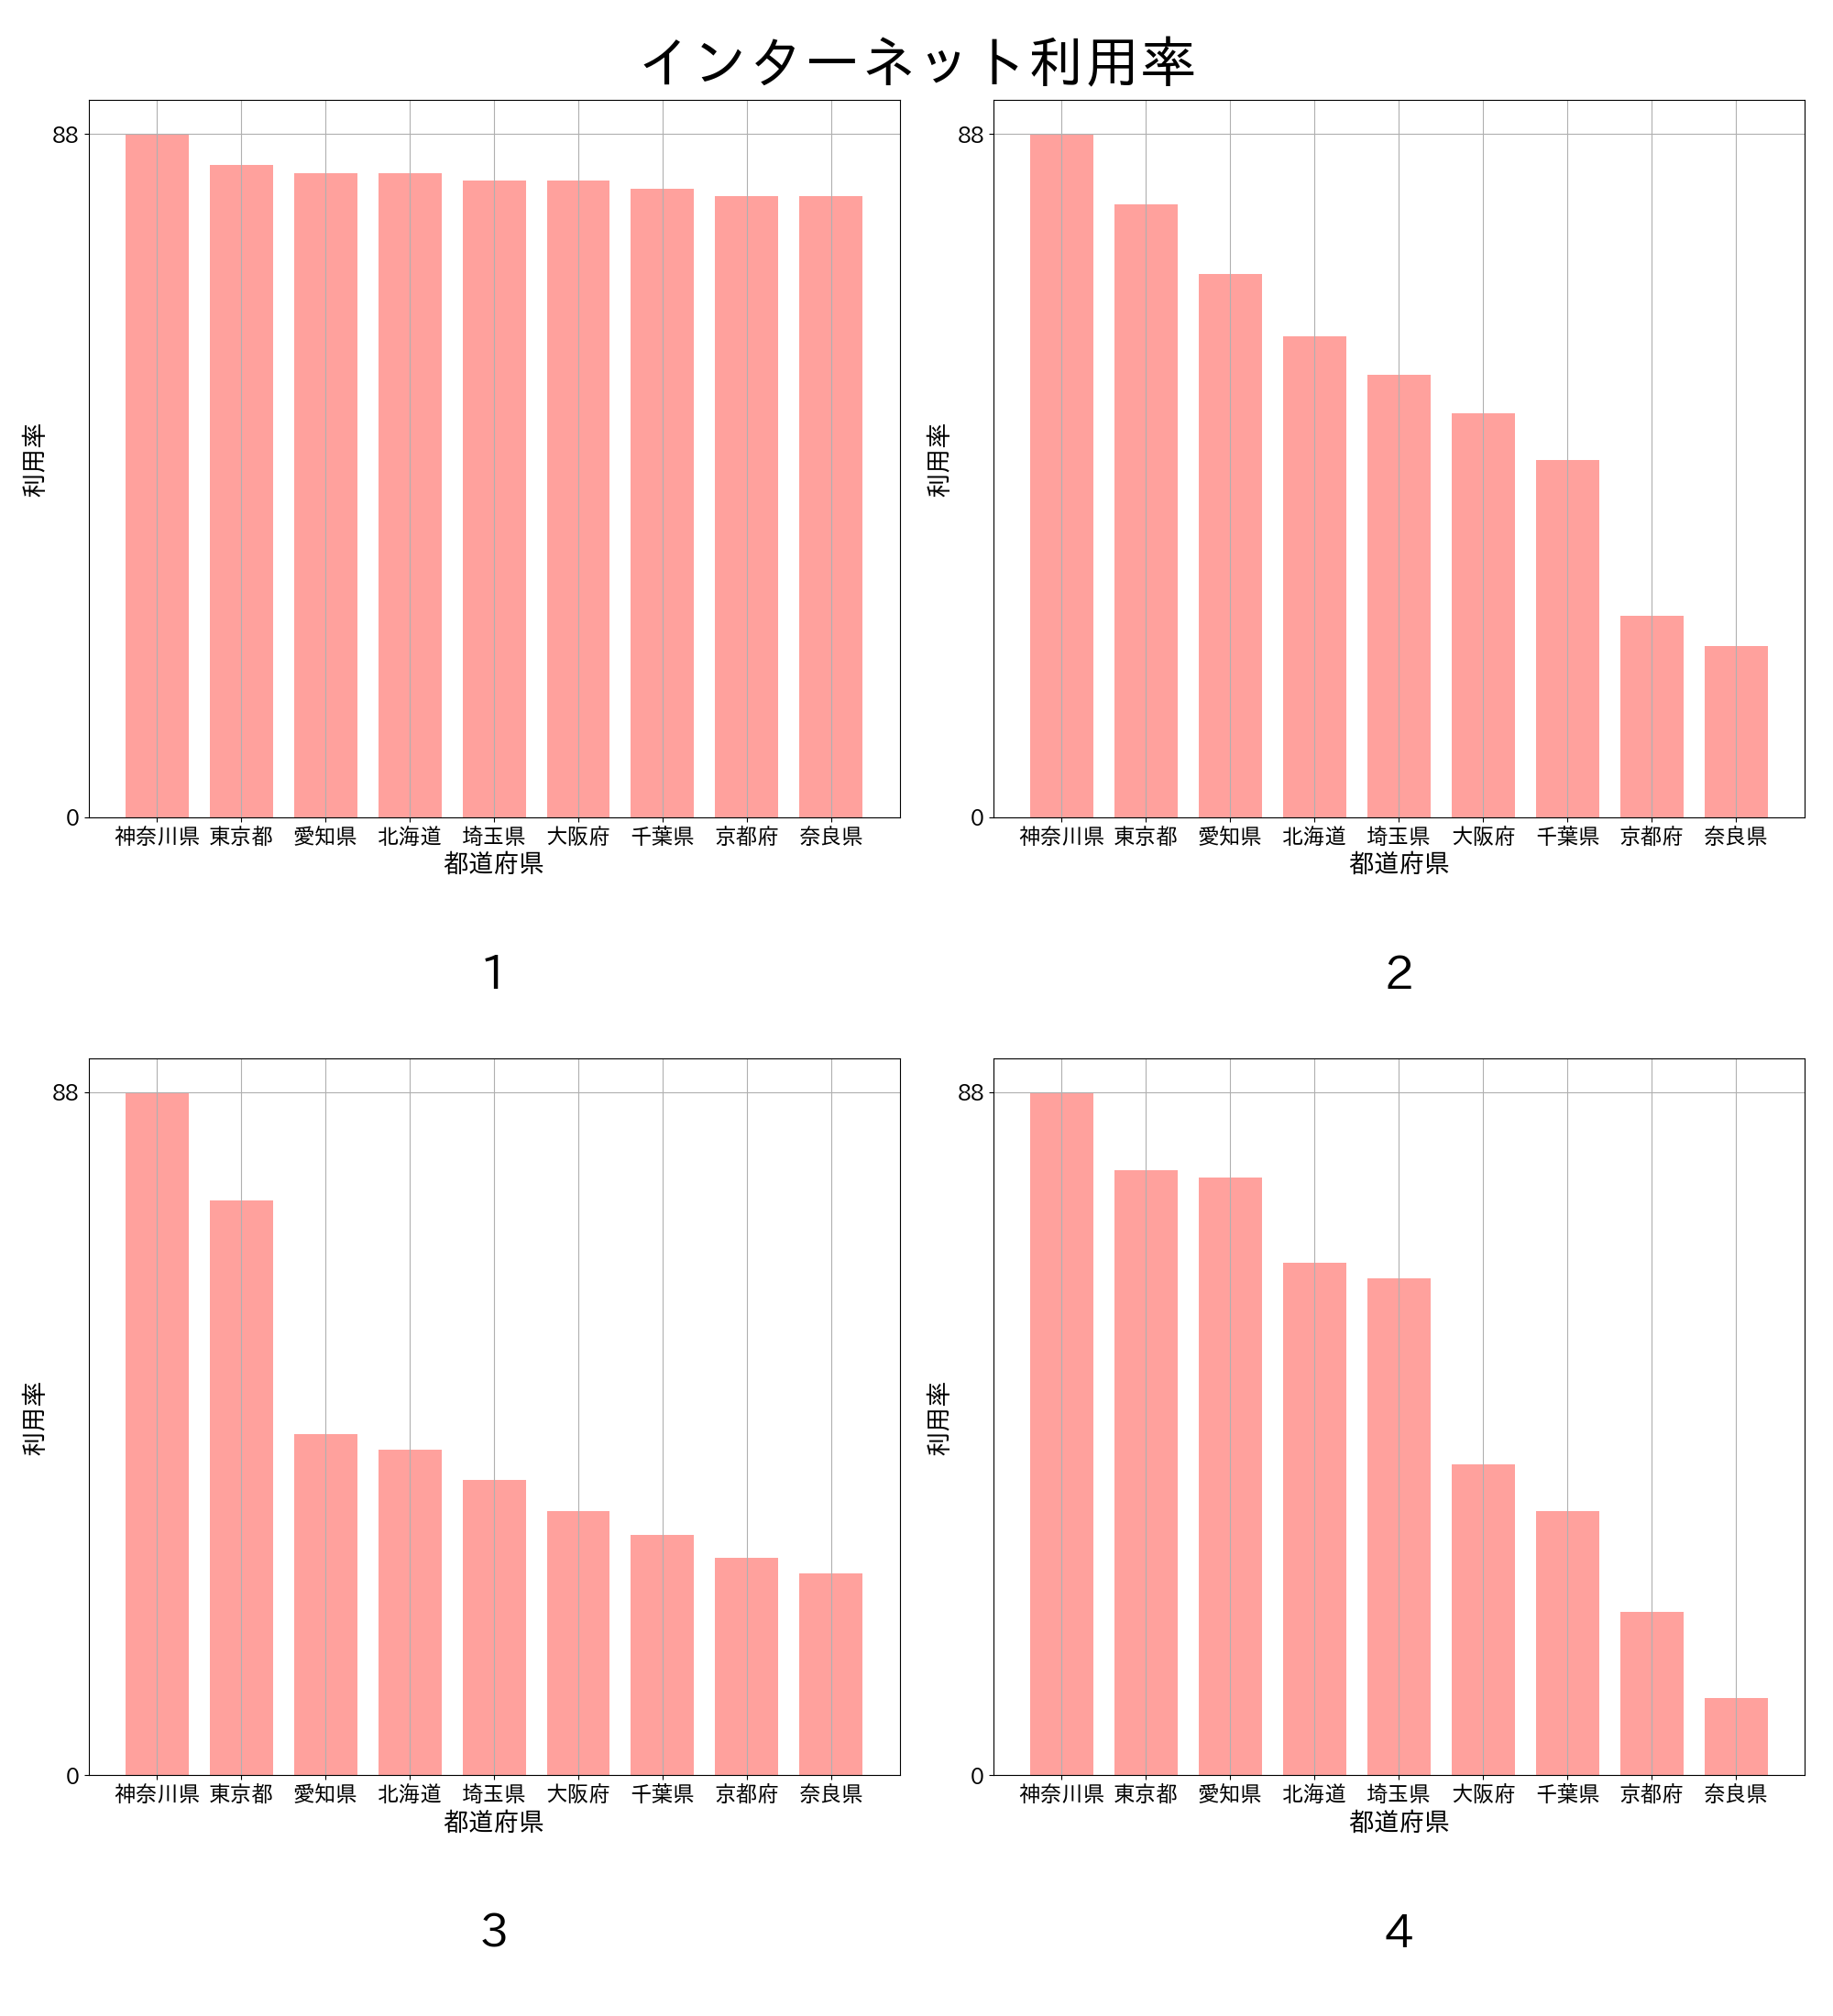 インターネット利用率
88
0
利用率
神奈川県 東京都 愛知県 北海道 埼玉県 大阪府 千葉県 京都府 奈良県
都道府県
1
88
0
利用率
神奈川県 東京都 愛知県 北海道 埼玉県 大阪府 千葉県 京都府 奈良県
都道府県
2
88
0
利用率
神奈川県 東京都 愛知県 北海道 埼玉県 大阪府 千葉県 京都府 奈良県
都道府県
3
88
0
利用率
神奈川県 東京都 愛知県 北海道 埼玉県 大阪府 千葉県 京都府 奈良県
都道府県
4